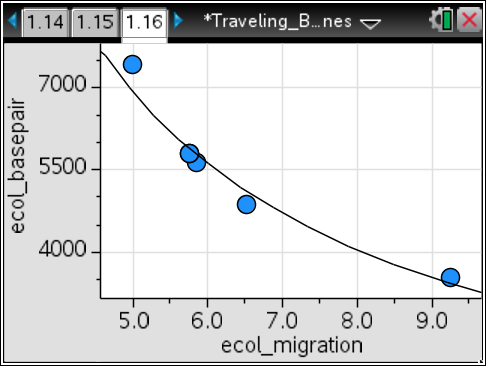 1.14 1.15 1.16 *Traveling_B...nes
7000
5500
4000
ecol_basepair
5.0 6.0 7.0 8.0 9.0
ecol_migration